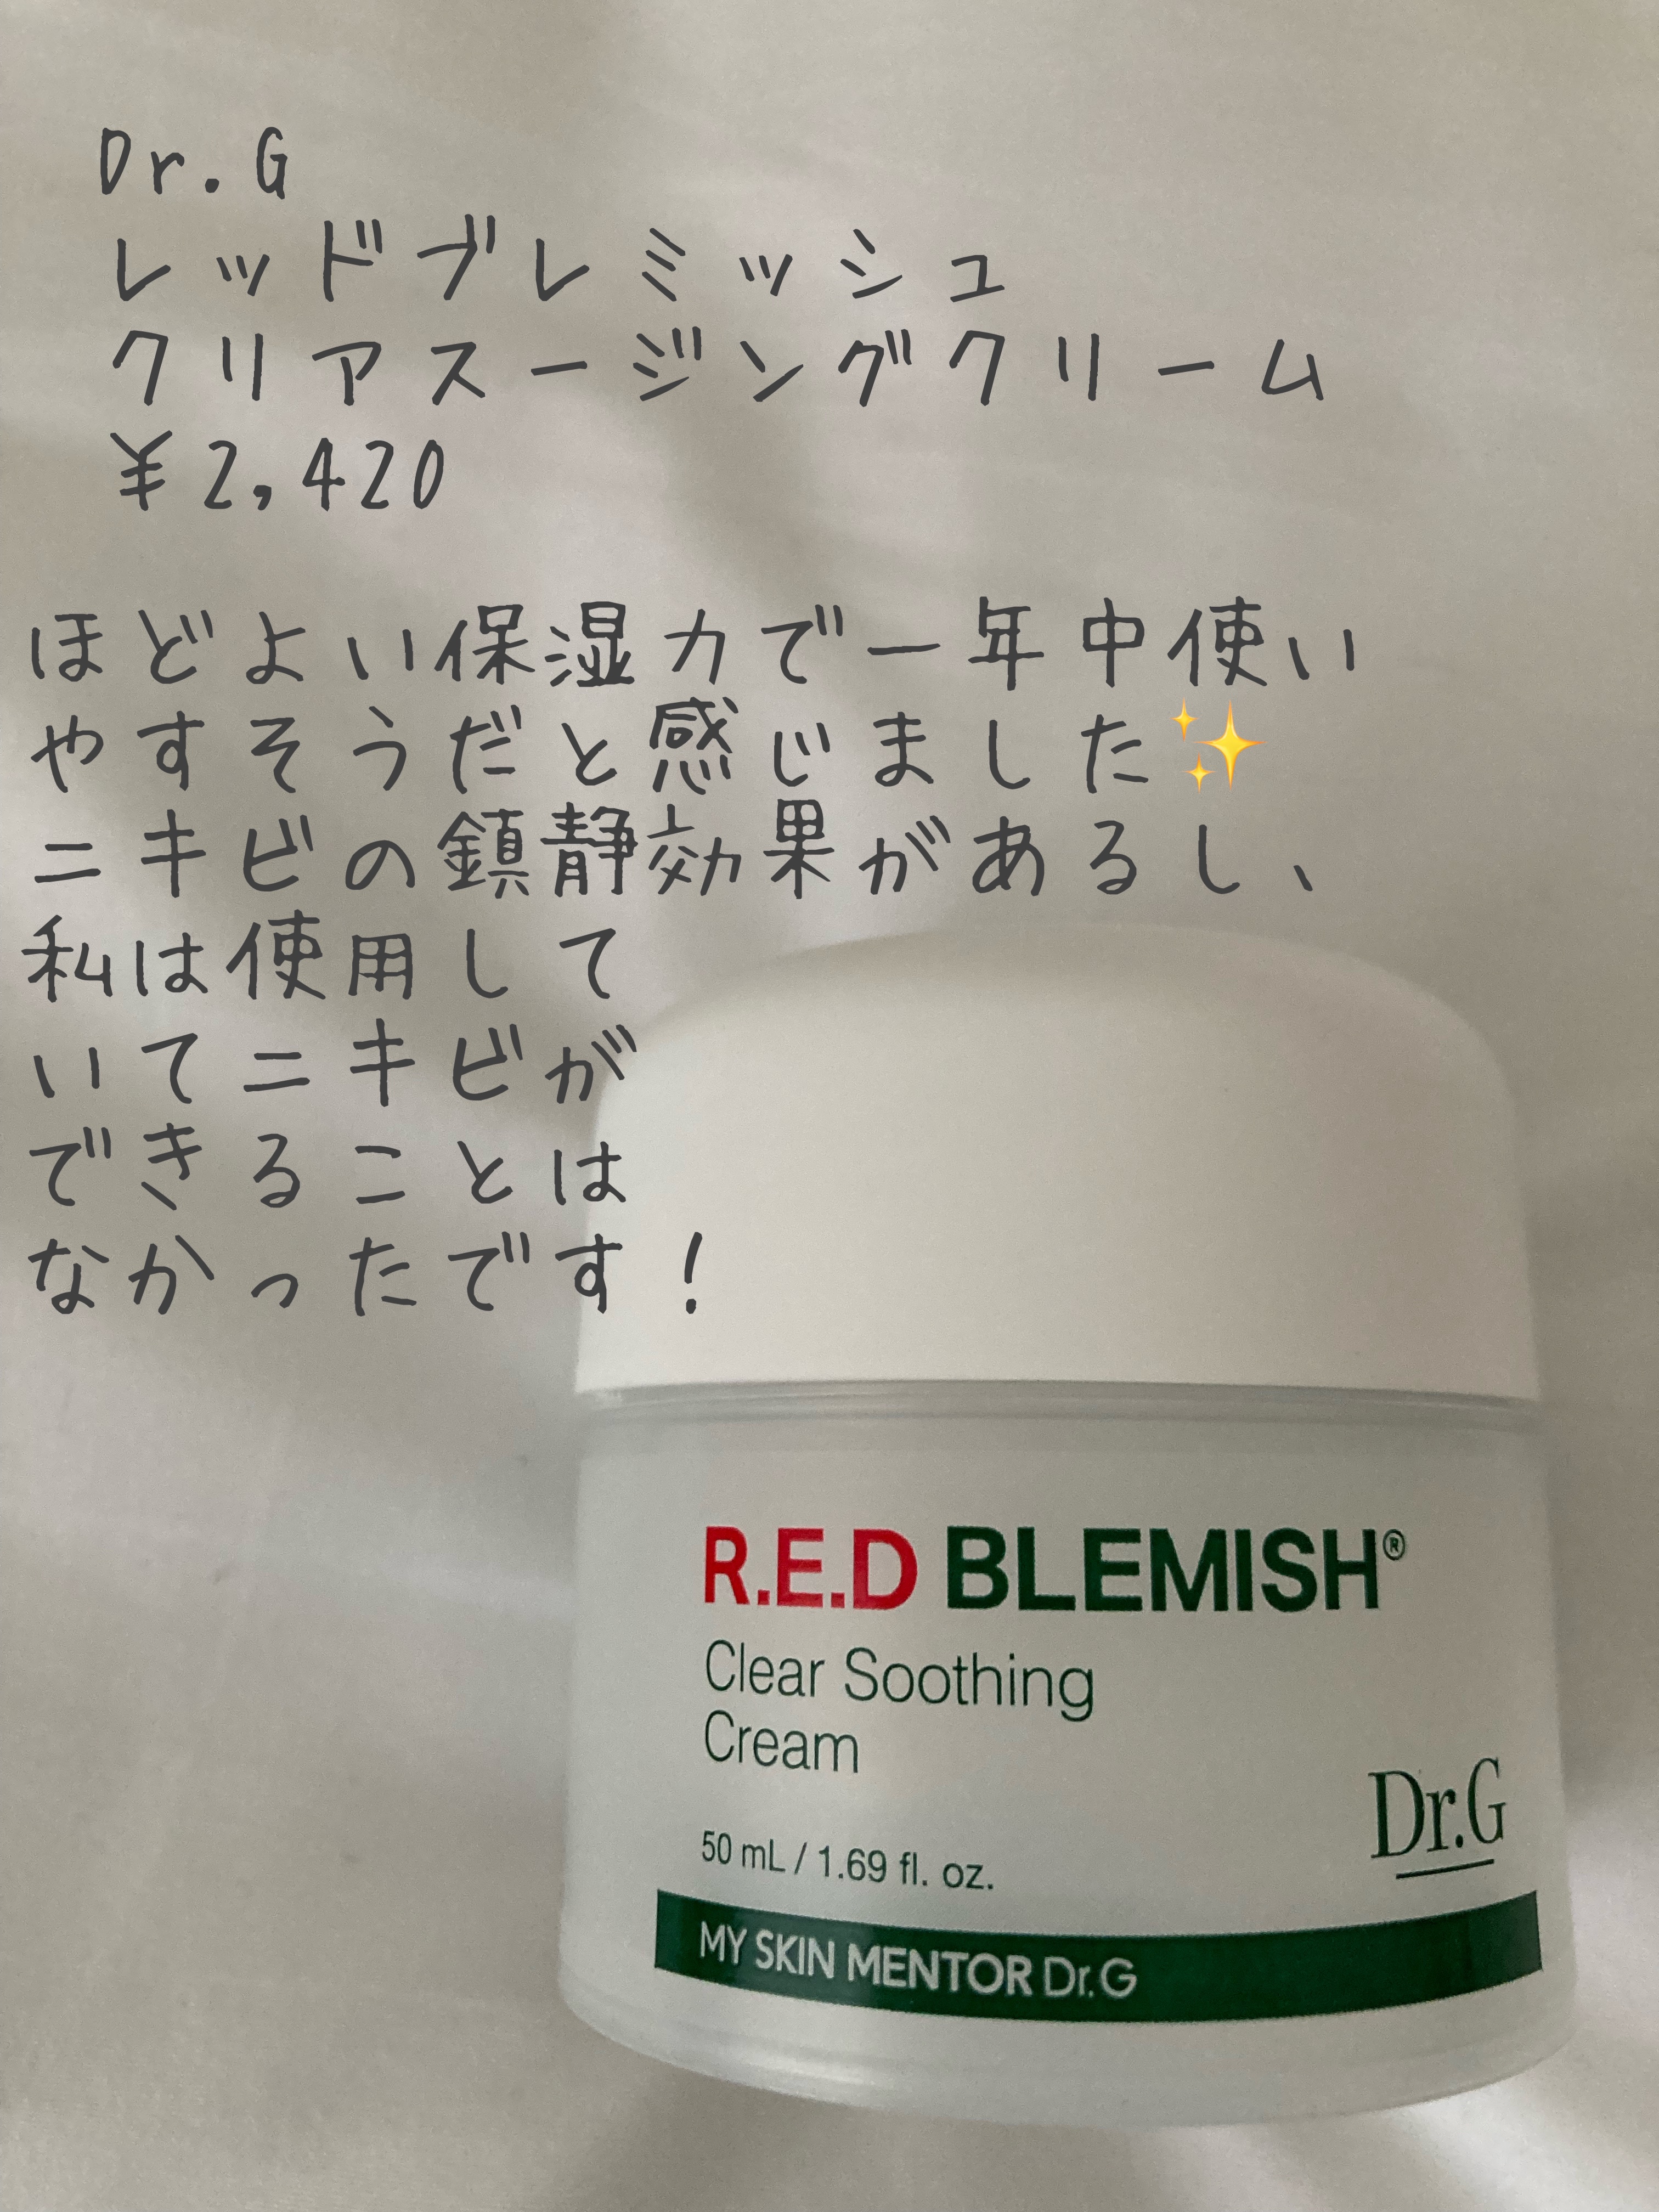 Dr.G
レッドブレミッシュ
クリアスージングクリーム
¥2,420
ほどよい保湿力で一年中使い
やすそうだと感じました✨
ニキビの鎮静効果があるし、
私は使用して
いてニキビが
できることは
なかったです！
R.E.D BLEMISH®
Clear Soothing
Cream
Dr.G
50 mL / 1.69 fl. oz.
MY SKIN MENTOR Dr.G